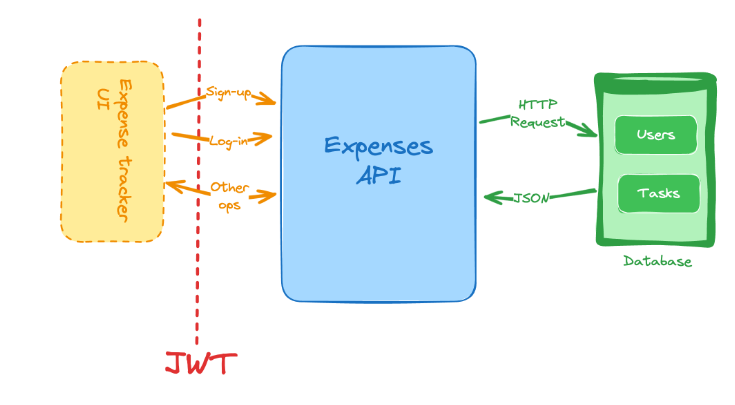 Expense tracker
UI
Sign-up
Log-in
Other
ops
JWT
Expenses
API
HTTP
Request
JSON
Users
Tasks
Database